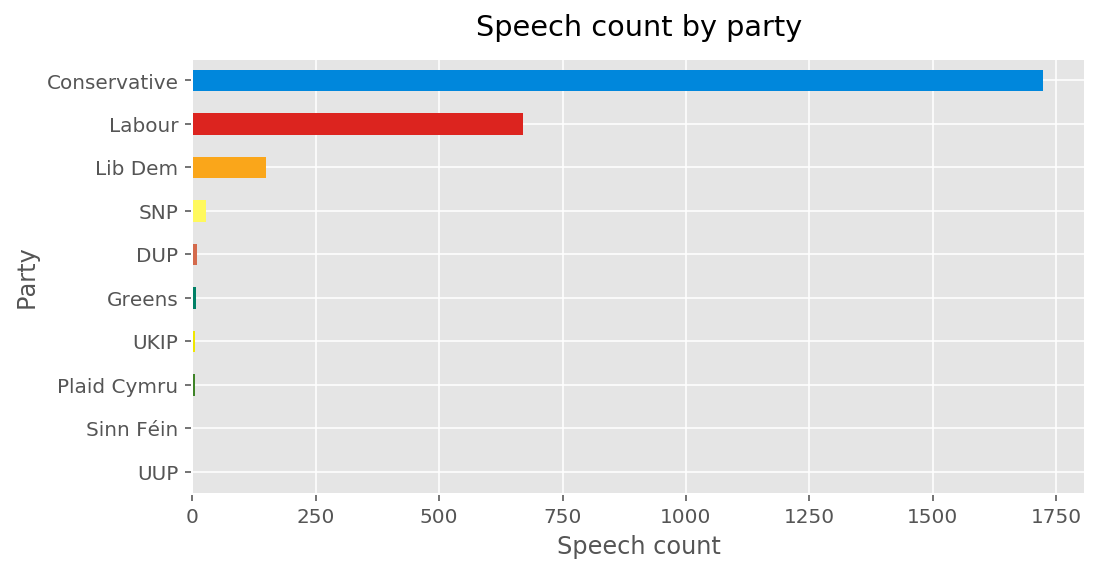 Speech count by party
Conservative
Labour
Lib Dem
SNP
DUP
Greens
UKIP
Plaid Cymru
Sinn Féin
UUP
Party
0 250 500 750 1000 1250 1500 1750
Speech count